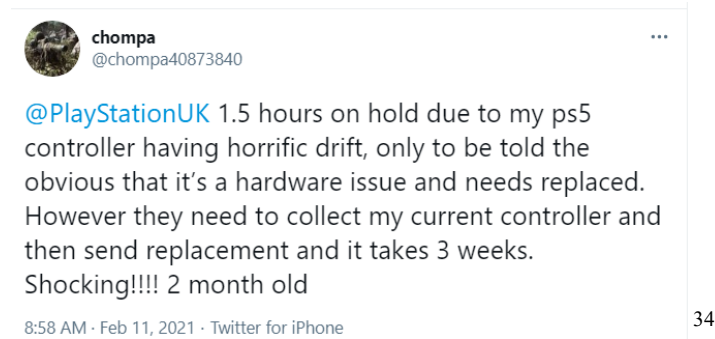 chompa
@chompa40873840
@PlayStationUK 1.5 hours on hold due to my ps5
controller having horrific drift, only to be told the
obvious that it’s a hardware issue and needs replaced.
However they need to collect my current controller and
then send replacement and it takes 3 weeks.
Shocking!!!! 2 month old
8:58 AM · Feb 11, 2021 · Twitter for iPhone
34